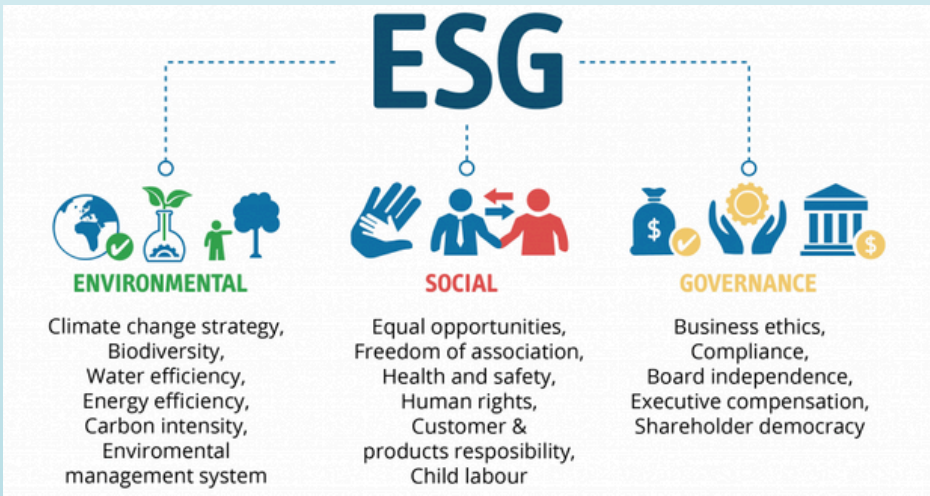 ESG
ENVIRONMENTAL
Climate change strategy,
Biodiversity,
Water efficiency,
Energy efficiency,
Carbon intensity,
Enviromental
management system
SOCIAL
Equal opportunities,
Freedom of association,
Health and safety,
Human rights,
Customer &
products resposibility,
Child labour
$
$
GOVERNANCE
Business ethics,
Compliance,
Board independence,
Executive compensation,
Shareholder democracy